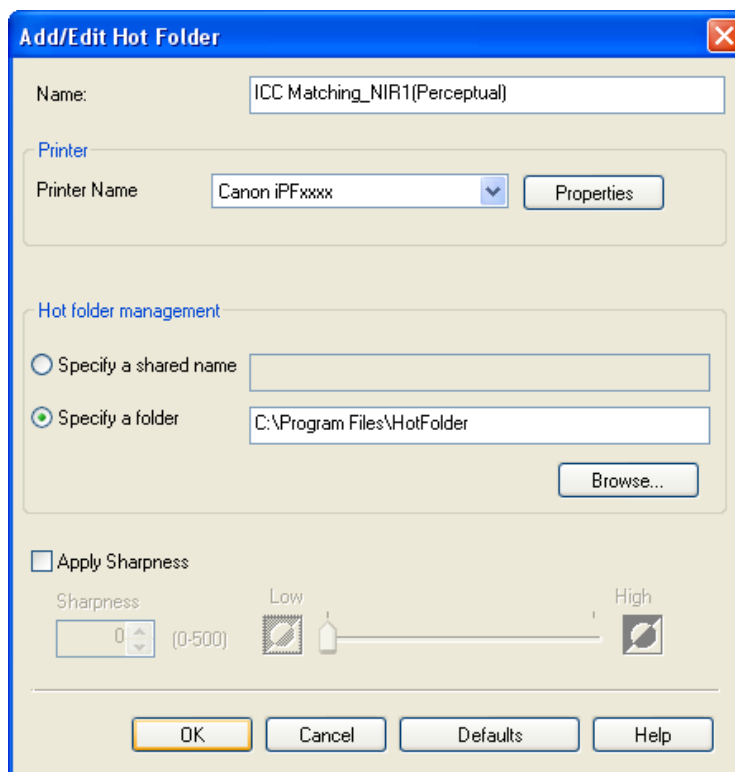 Add/Edit Hot Folder
Name: ICC Matching_NIR1(Perceptual)
Printer
Printer Name Canon iPFxxxx Properties
Hot folder management
Specify a shared name
Specify a folder C:\Program Files\HotFolder
Browse...
Apply Sharpness
Sharpness Low High
0 (0-500)
OK Cancel Defaults Help